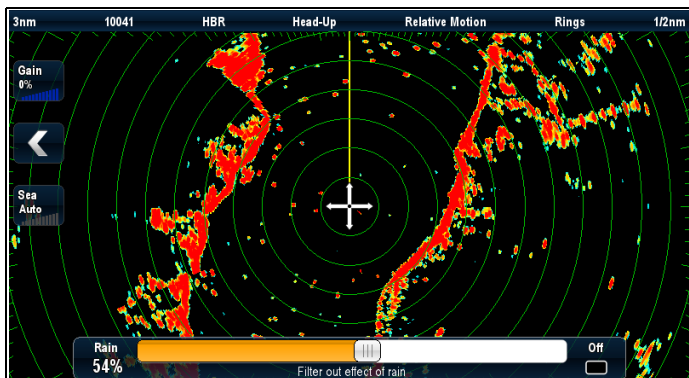 3nm 10041 HBR Head-Up Relative Motion Rings 1/2nm
Gain
0%
Sea
Auto
Rain
54%
Filter out effect of rain
Off